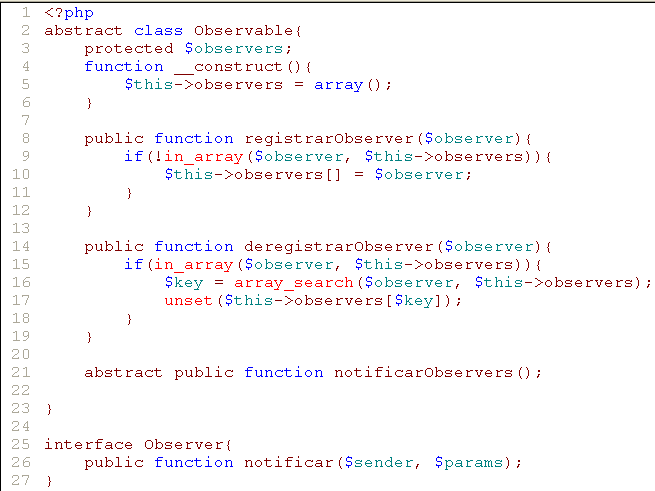 1 <?php
2 abstract class Observable{
3     protected $observers;
4     function __construct(){
5         $this->observers = array();
6     }
7
8     public function registrarObserver($observer){
9         if(!in_array($observer, $this->observers)){
10             $this->observers[] = $observer;
11         }
12     }
13
14     public function deregistrarObserver($observer){
15         if(in_array($observer, $this->observers)){
16             $key = array_search($observer, $this->observers);
17             unset($this->observers[$key]);
18         }
19     }
20
21     abstract public function notificarObservers();
22
23 }
24
25 interface Observer{
26     public function notificar($sender, $params);
27 }